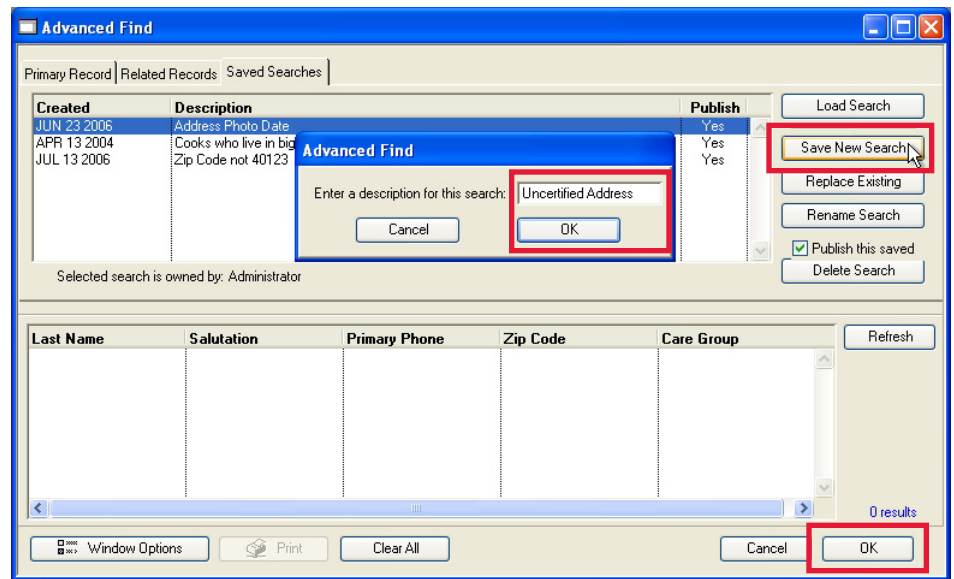 Advanced Find
Primary Record Related Records Saved Searches
Created Description Publish
JUN 23 2006 Address Photo Date Yes
APR 13 2004 Cooks who live in big Yes
JUL 13 2006 Zip Code not 40123 Yes
Load Search
Save New Search
Replace Existing
Rename Search
Publish this saved
Delete Search
Advanced Find
Enter a description for this search: Uncertified Address
Cancel OK
Selected search is owned by: Administrator
Last Name Salutation Primary Phone Zip Code Care Group
Refresh
0 results
Window Options Print Clear All Cancel OK